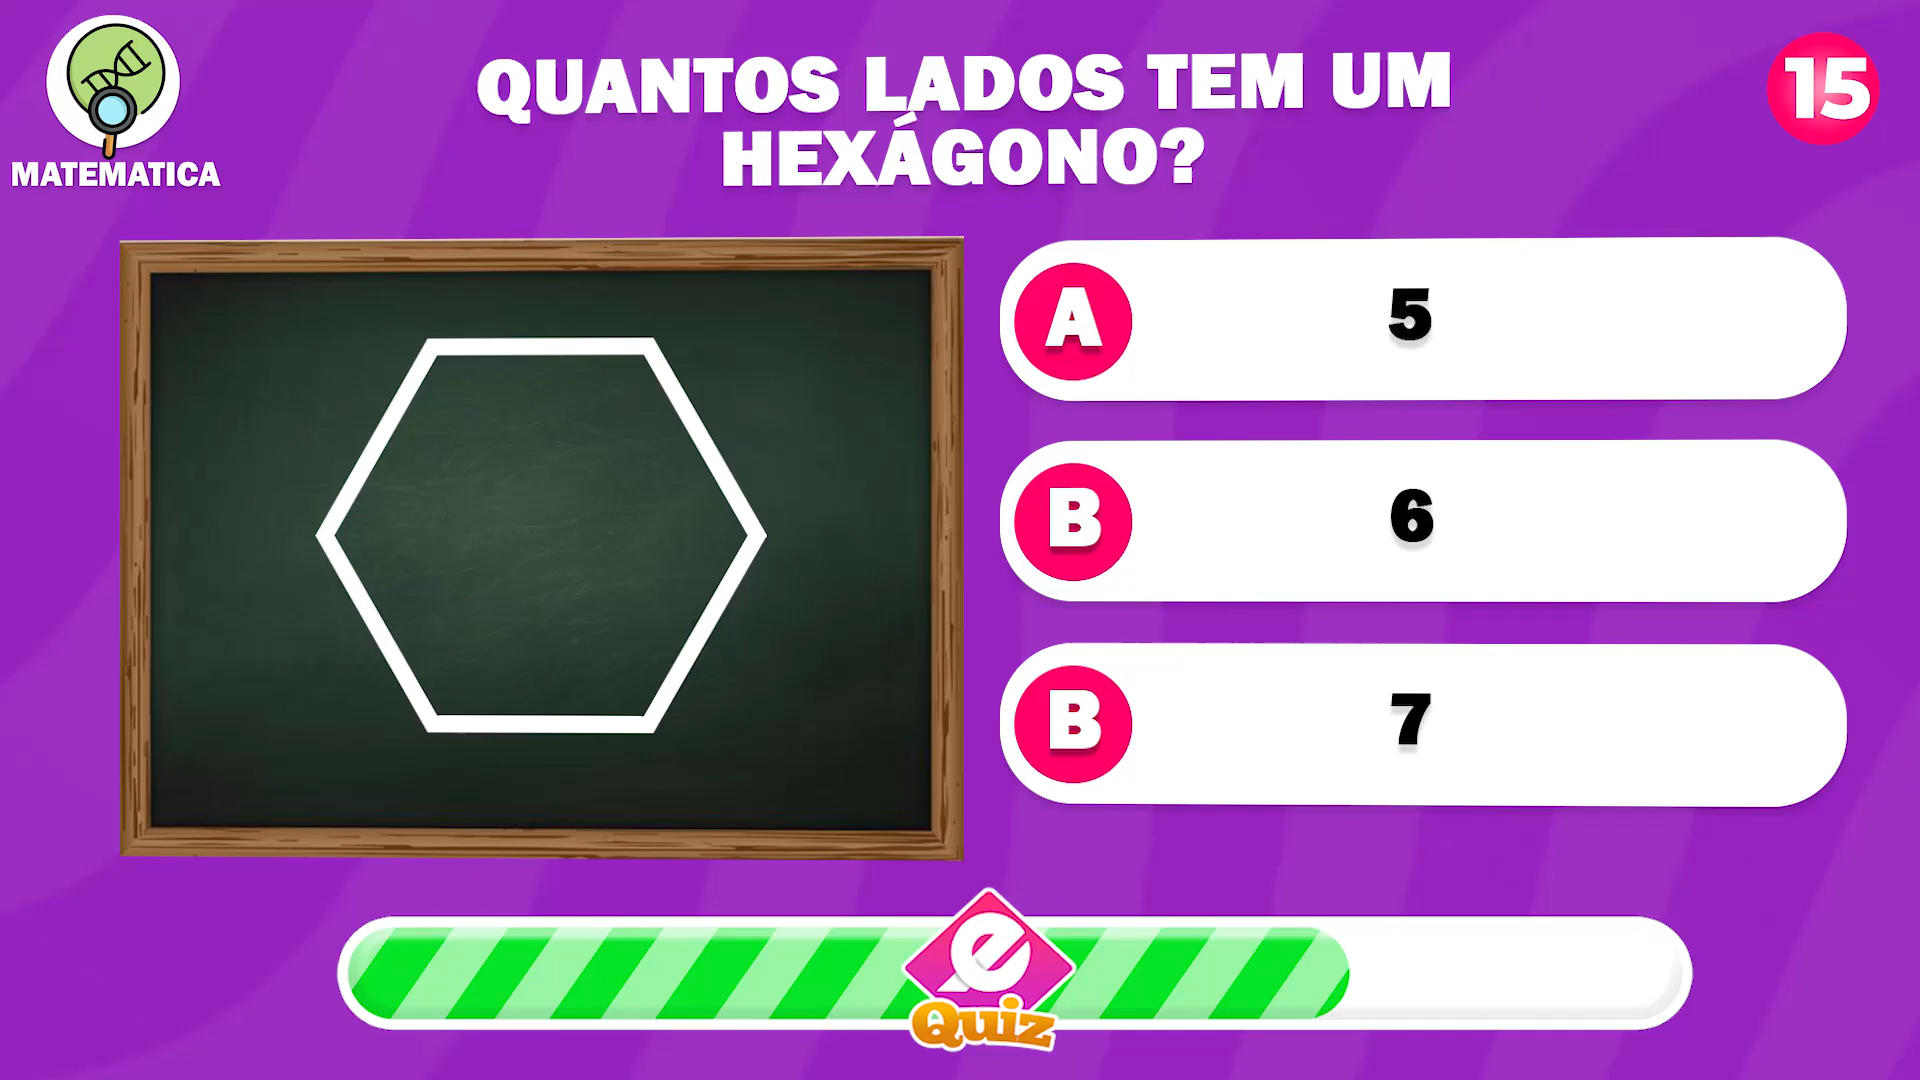 QUANTOS LADOS TEM UM
HEXÁGONO?
15
MATEMATICA
A 5
B 6
B 7
e
Quiz